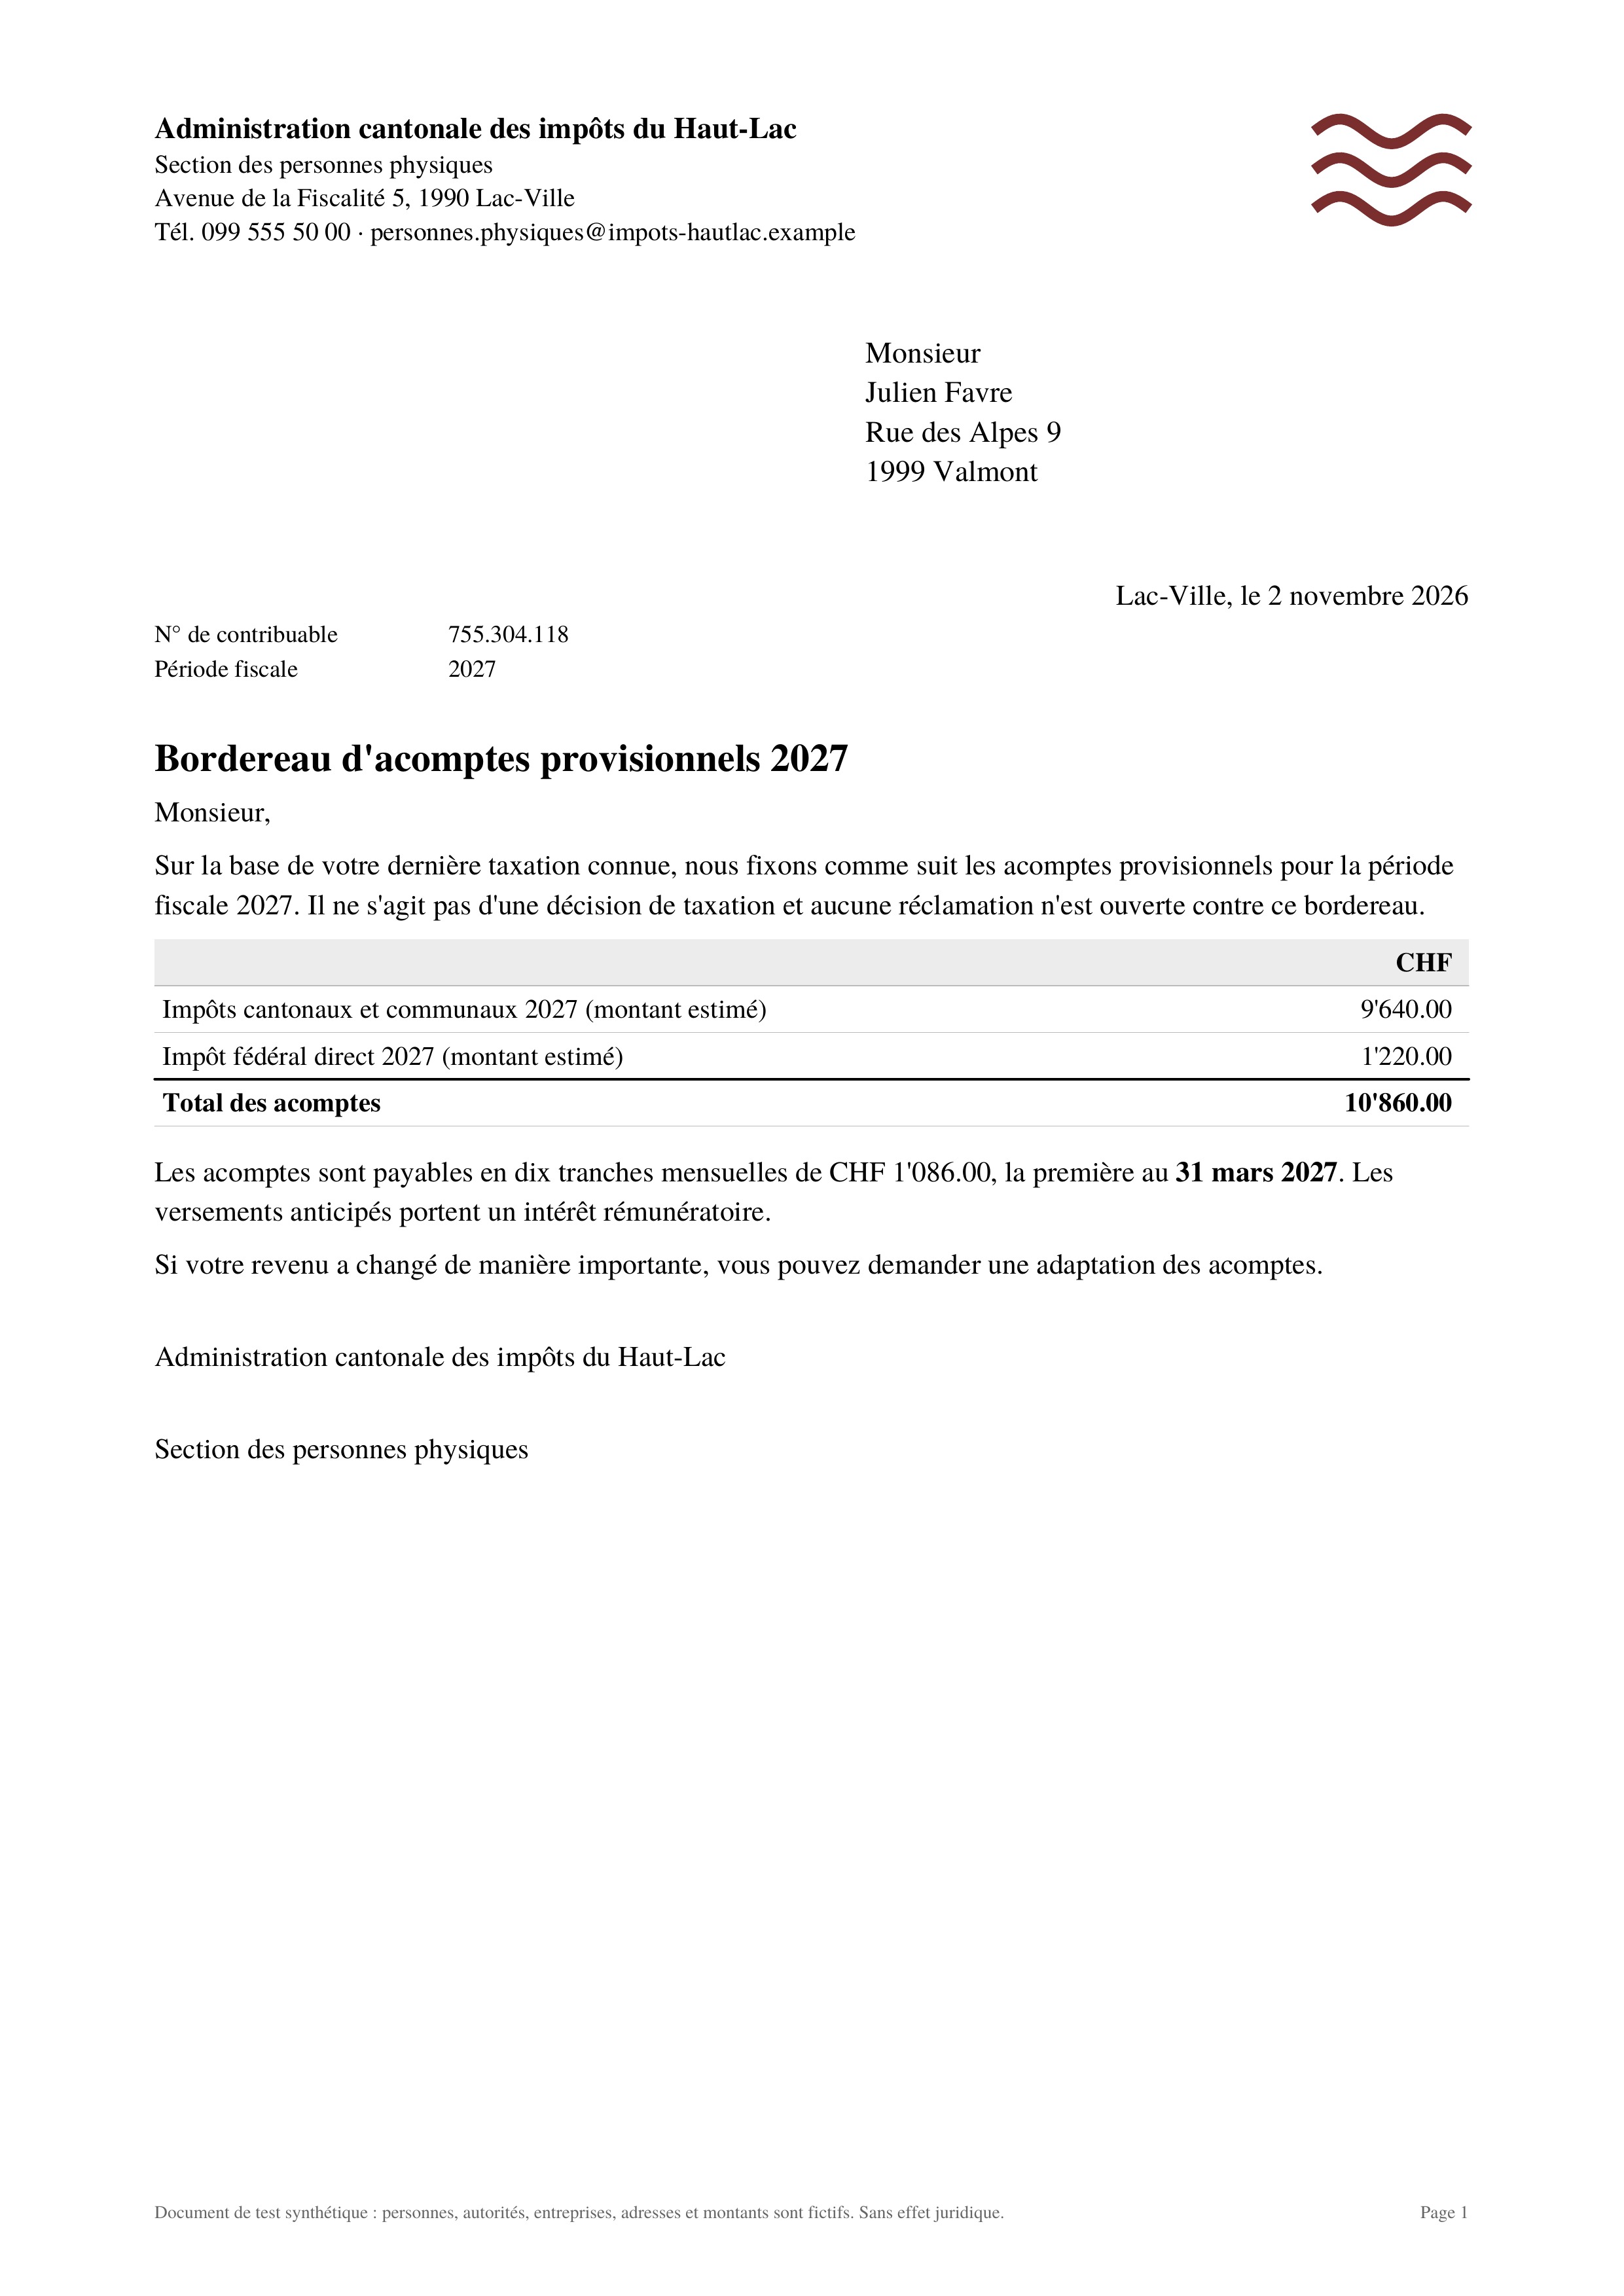 Administration cantonale des impôts du Haut-Lac
Section des personnes physiques
Avenue de la Fiscalité 5, 1990 Lac-Ville
Tél. 099 555 50 00 · personnes.physiques@impots-hautlac.example
Monsieur
Julien Favre
Rue des Alpes 9
1999 Valmont
Lac-Ville, le 2 novembre 2026
N° de contribuable 755.304.118
Période fiscale 2027
Bordereau d'acomptes provisionnels 2027
Monsieur,
Sur la base de votre dernière taxation connue, nous fixons comme suit les acomptes provisionnels pour la période
fiscale 2027. Il ne s'agit pas d'une décision de taxation et aucune réclamation n'est ouverte contre ce bordereau.
CHF
Impôts cantonaux et communaux 2027 (montant estimé) 9'640.00
Impôt fédéral direct 2027 (montant estimé) 1'220.00
Total des acomptes 10'860.00
Les acomptes sont payables en dix tranches mensuelles de CHF 1'086.00, la première au 31 mars 2027. Les
versements anticipés portent un intérêt rémunératoire.
Si votre revenu a changé de manière importante, vous pouvez demander une adaptation des acomptes.
Administration cantonale des impôts du Haut-Lac
Section des personnes physiques
Document de test synthétique : personnes, autorités, entreprises, adresses et montants sont fictifs. Sans effet juridique. Page 1